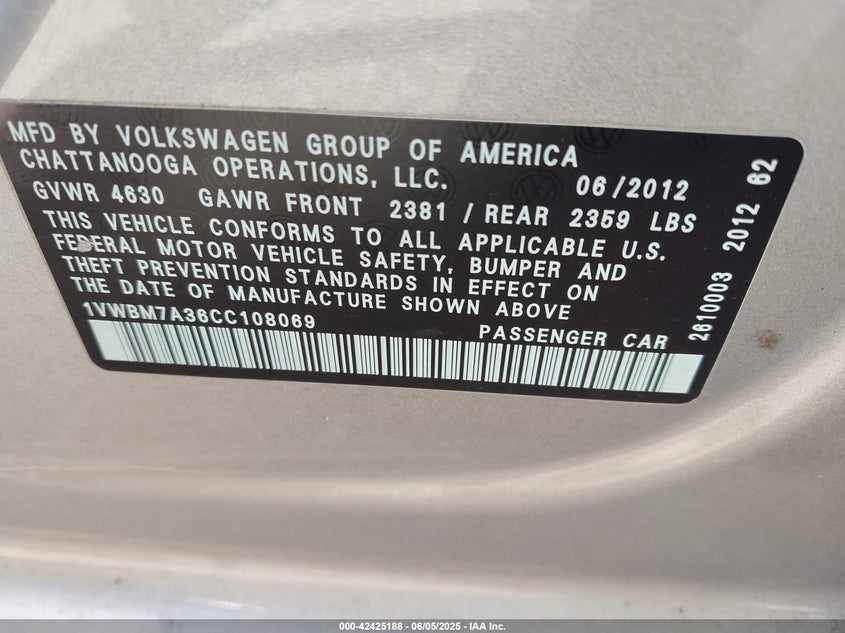 MFD BY VOLKSWAGEN GROUP OF AMERICA
CHATTANOOGA OPERATIONS, LLC. 06/2012
GVWR 4630 GAWR FRONT 2381 / REAR 2359 LBS
THIS VEHICLE CONFORMS TO ALL APPLICABLE U.S.
FEDERAL MOTOR VEHICLE SAFETY, BUMPER AND
THEFT PREVENTION STANDARDS IN EFFECT ON
THE DATE OF MANUFACTURE SHOWN ABOVE
1VWBM7A36CC108069 PASSENGER CAR
2610003 2012 62
000-42425188 - 06/05/2025 - IAA Inc.